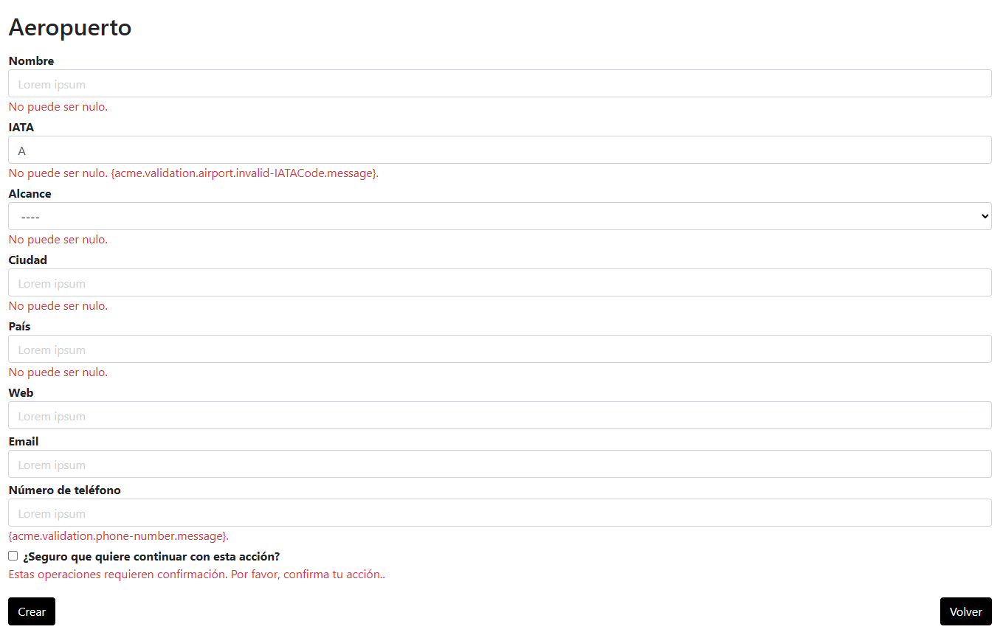 Aeropuerto
Nombre
Lorem ipsum
No puede ser nulo.
IATA
A
No puede ser nulo. {acme.validation.airport.invalid-IATACode.message}.
Alcance
----
No puede ser nulo.
Ciudad
Lorem ipsum
No puede ser nulo.
País
Lorem ipsum
No puede ser nulo.
Web
Lorem ipsum
Email
Lorem ipsum
Número de teléfono
Lorem ipsum
{acme.validation.phone-number.message}.
¿Seguro que quiere continuar con esta acción?
Estas operaciones requieren confirmación. Por favor, confirma tu acción..
Crear Volver